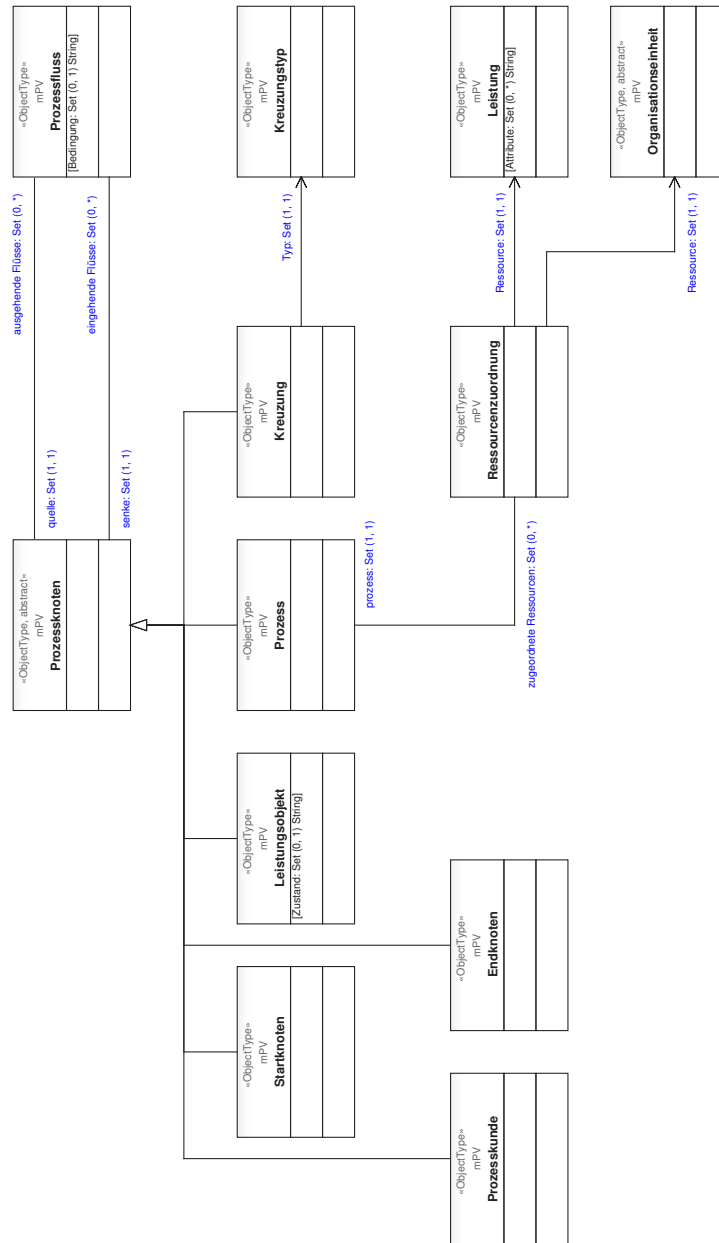 «ObjectType»
mPV
Prozessfluss
[Bedingung: Set (0, 1) String]
ausgehende Flüsse: Set (0, *)
eingehende Flüsse: Set (0, *)
quelle: Set (1, 1)
senke: Set (1, 1)
«ObjectType, abstract»
mPV
Prozessknoten
«ObjectType»
mPV
Kreuzungstyp
Typ: Set (1, 1)
«ObjectType»
mPV
Kreuzung
«ObjectType»
mPV
Prozess
prozess: Set (1, 1)
«ObjectType»
mPV
Leistungsobjekt
[Zustand: Set (0, 1) String]
«ObjectType»
mPV
Startknoten
«ObjectType»
mPV
Leistung
[Attribute: Set (0, *) String]
Ressource: Set (1, 1)
«ObjectType»
mPV
Ressourcenzuordnung
zugeordnete Ressourcen: Set (0, *)
«ObjectType»
mPV
Endknoten
«ObjectType»
mPV
Prozesskunde
«ObjectType, abstract»
mPV
Organisationseinheit
Ressource: Set (1, 1)